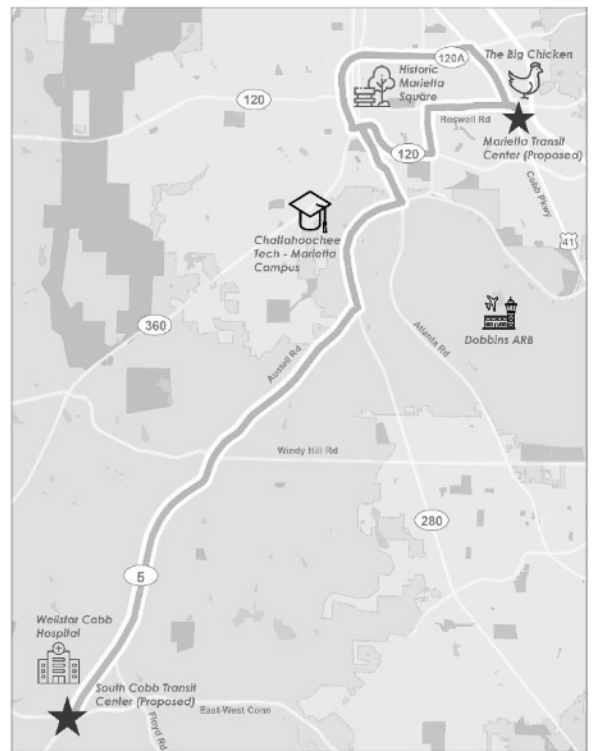 The Big Chicken
120A
Historic
Marietta
Square
120
Roswell Rd
Marietta Transit
Center (Proposed)
120
Cobb Pkwy
Challahoochee
Tech - Marietta
Campus
41
360
Dobbins ARB
Atlanta Rd
Austell Rd
Windy Hill Rd
280
5
Wellstar Cobb
Hospital
South Cobb Transit
Center (Proposed)
East-West Conn
Floyd Rd